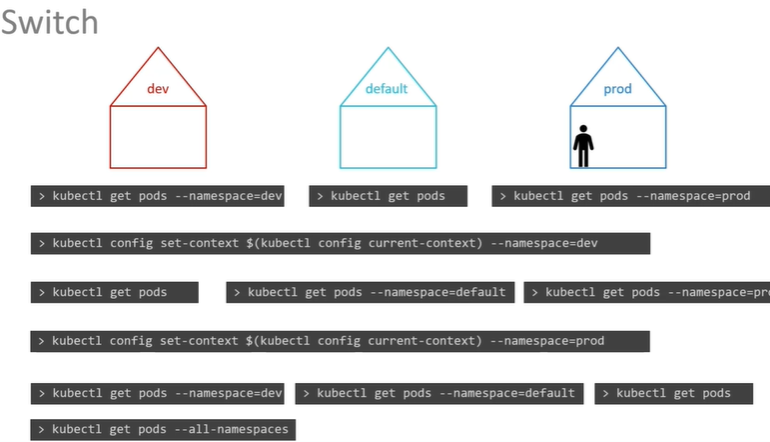 Switch
dev
default
prod
> kubectl get pods --namespace=dev
> kubectl get pods
> kubectl get pods --namespace=prod
> kubectl config set-context $(kubectl config current-context) --namespace=dev
> kubectl get pods
> kubectl get pods --namespace=default
> kubectl get pods --namespace=pr
> kubectl config set-context $(kubectl config current-context) --namespace=prod
> kubectl get pods --namespace=dev
> kubectl get pods --namespace=default
> kubectl get pods
> kubectl get pods --all-namespaces